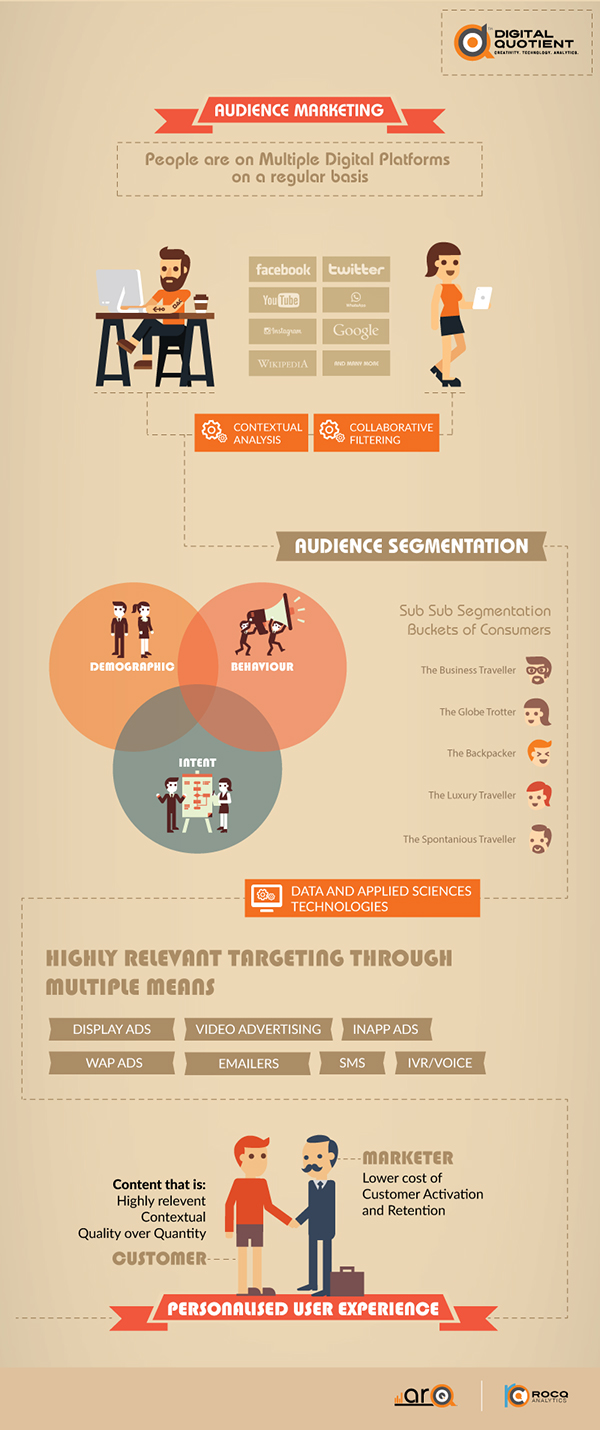 DIGITAL
QUOTIENT
CREATIVITY. TECHNOLOGY. ANALYTICS.
AUDIENCE MARKETING
People are on Multiple Digital Platforms
on a regular basis
facebook
twitter
YouTube
WhatsApp
Instagram
Google
WIKIPEDIA
AND MANY MORE
CONTEXTUAL
ANALYSIS
COLLABORATIVE
FILTERING
AUDIENCE SEGMENTATION
DEMOGRAPHIC
BEHAVIOUR
INTENT
Sub Sub Segmentation
Buckets of Consumers
The Business Traveller
The Globe Trotter
The Backpacker
The Luxury Traveller
The Spontanious Traveller
DATA AND APPLIED SCIENCES
TECHNOLOGIES
HIGHLY RELEVANT TARGETING THROUGH
MULTIPLE MEANS
DISPLAY ADS
VIDEO ADVERTISING
INAPP ADS
WAP ADS
EMAILERS
SMS
IVR/VOICE
Content that is:
Highly relevent
Contextual
Quality over Quantity
CUSTOMER
MARKETER
Lower cost of
Customer Activation
and Retention
PERSONALISED USER EXPERIENCE
arQ
ROCQ
ANALYTICS